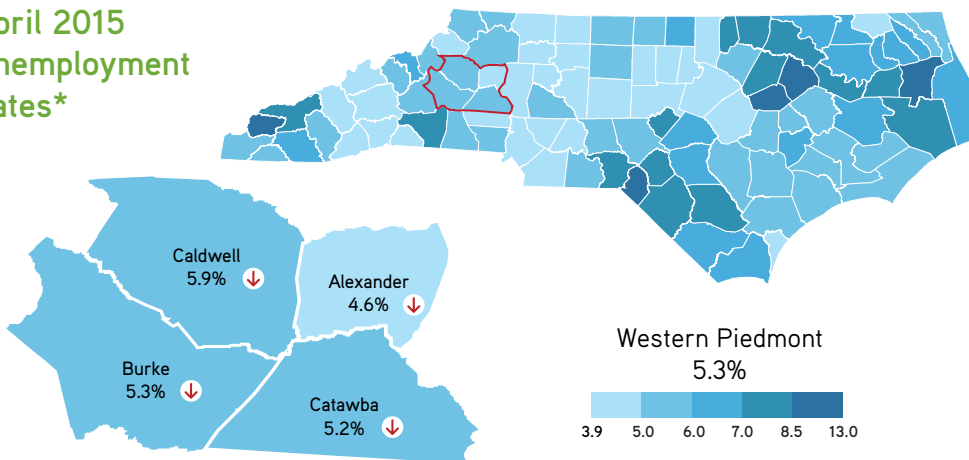 pril 2015
nemployment
ates*
Caldwell
5.9%
Alexander
4.6%
Burke
5.3%
Catawba
5.2%
Western Piedmont
5.3%
3.9 5.0 6.0 7.0 8.5 13.0